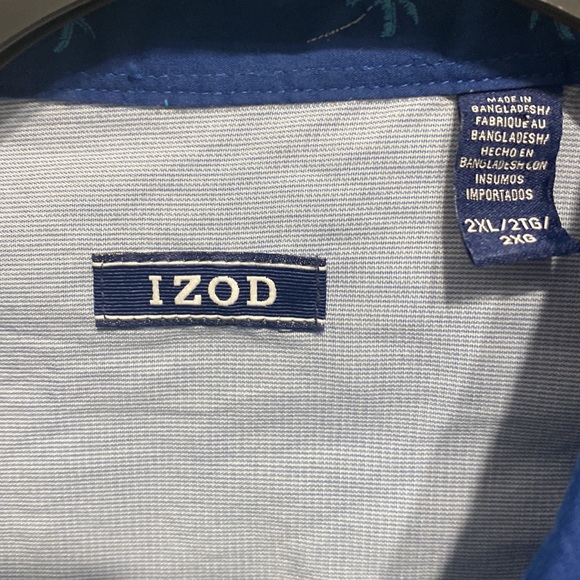 MADE IN
BANGLADESH/
FABRIQUÉ AU
BANGLADESH/
HECHO EN
BANGLADESH CON
INSUMOS
IMPORTADOS
2XL/2TG/
2XG
IZOD